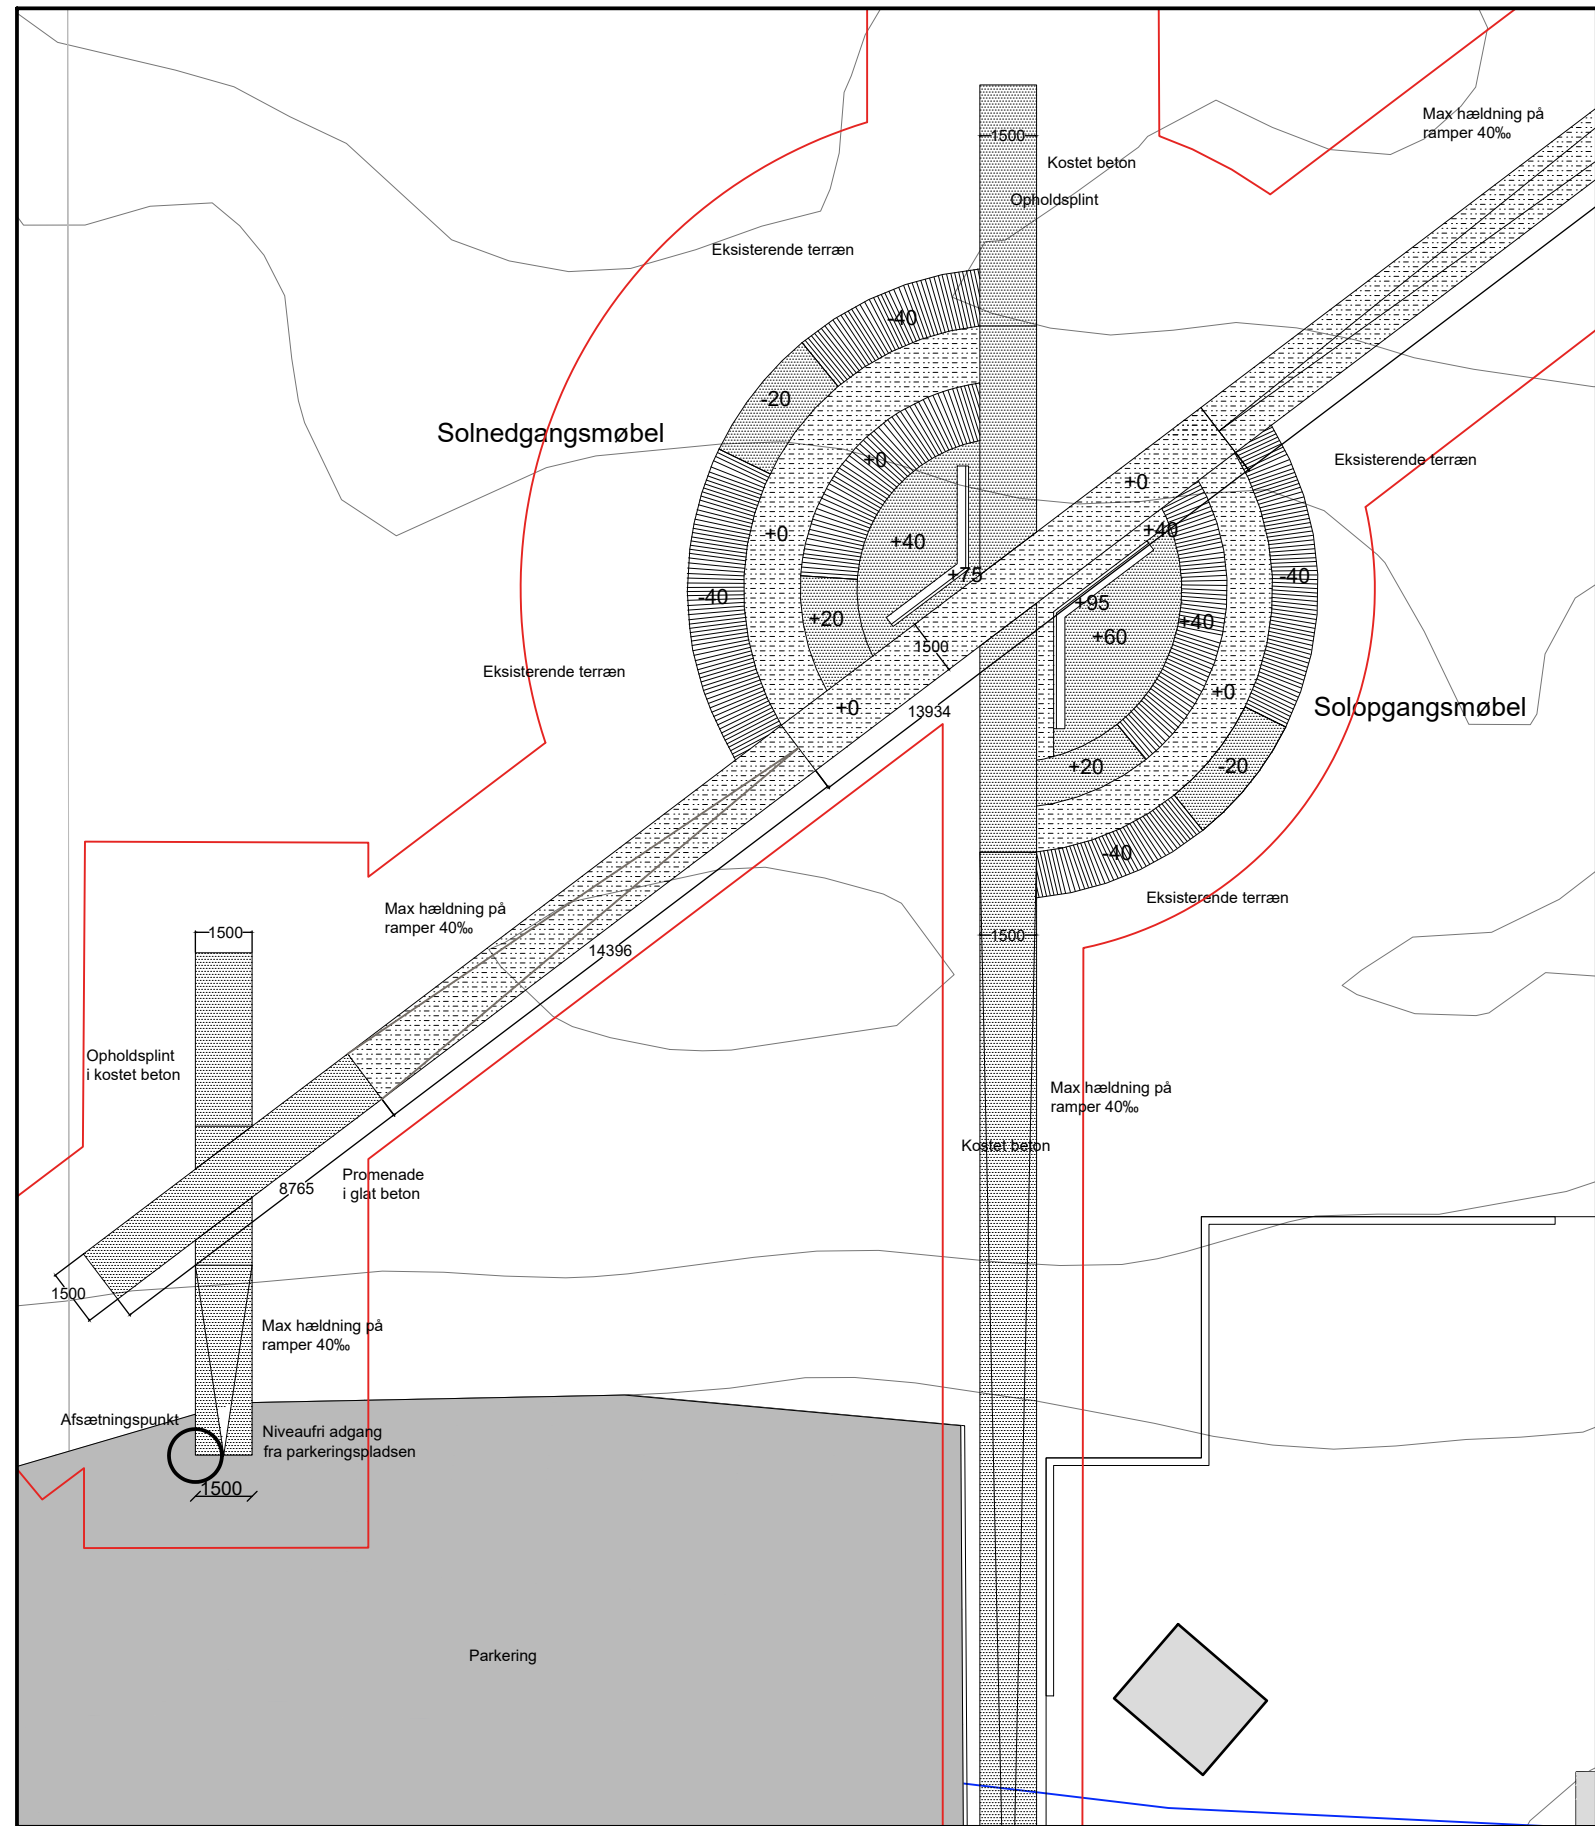 Max hældning på
ramper 40‰
1500
Kostet beton
Opholdsplint
Eksisterende terræn
-40
-20
Solnedgangsmøbel
+0
Eksisterende terræn
+0
+40
+0
+40
+75
-40
-40
+95
+20
+40
+60
1500
Eksisterende terræn
+0
+0
13934
Solopgangsmøbel
+20
-20
-40
Eksisterende terræn
Max hældning på
ramper 40‰
1500
1500
14396
Opholdsplint
i kostet beton
Max hældning på
ramper 40‰
Kostet beton
Promenade
i glat beton
8765
1500
Max hældning på
ramper 40‰
Afsætningspunkt
Niveaufri adgang
fra parkeringspladsen
1500
Parkering